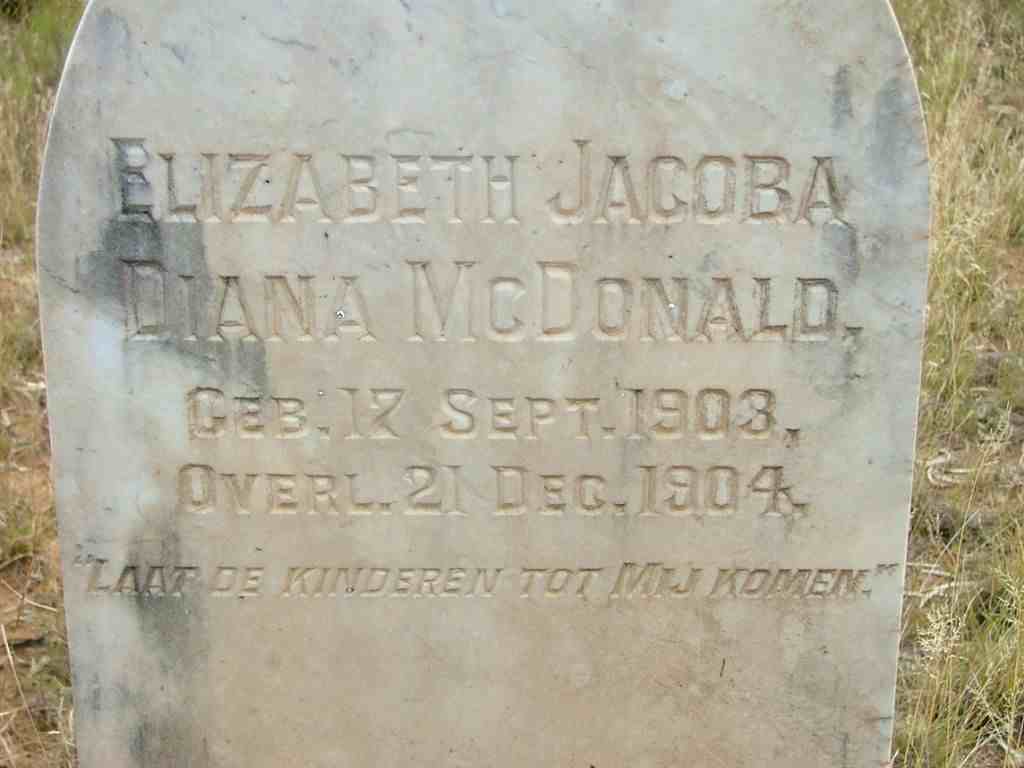 Elizabeth Jacoba
Diana McDonald,
Geb. 17 Sept. 1903,
Overl. 21 Dec. 1904.
"Laat de kinderen tot Mij komen."